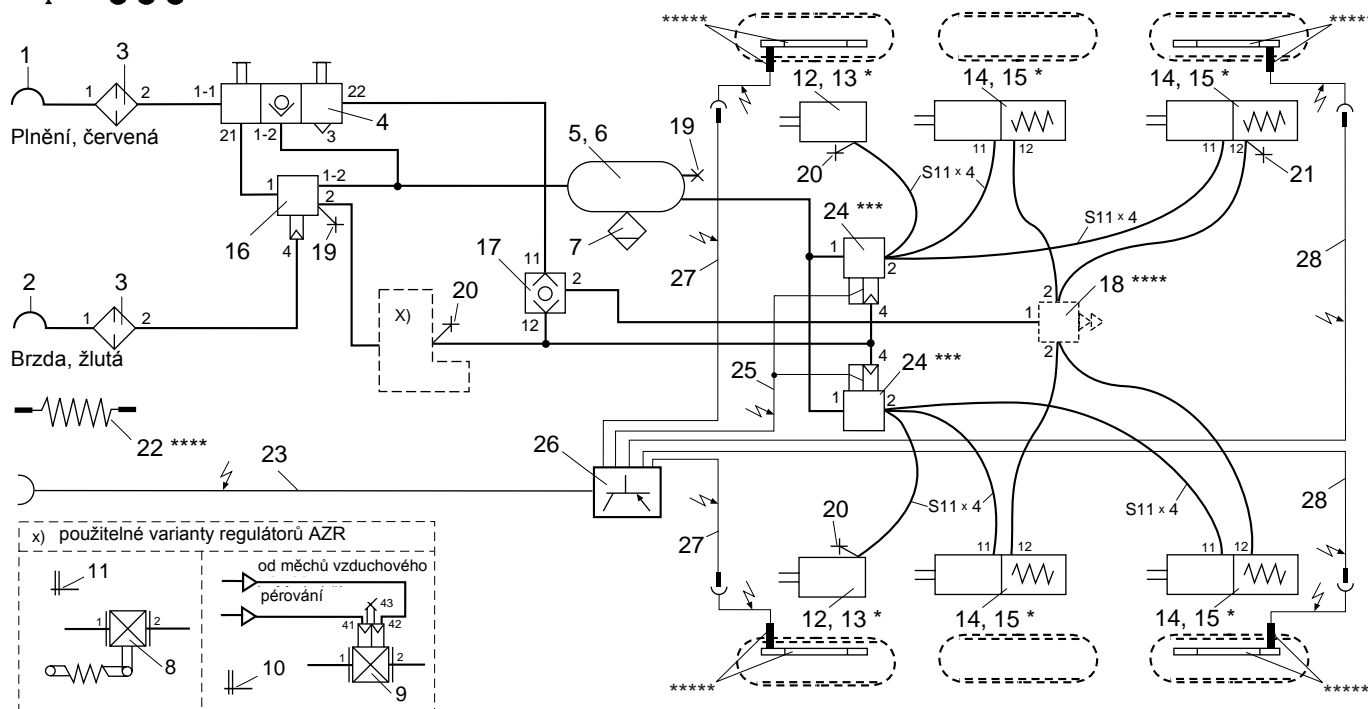 ***** *****
1 3 12, 13 * 14, 15 * 14, 15 *
1 2 1-1 22 4
Plnění, červená 21 1-2 3 5, 6 19 20 11 12 11 12 21
1 1-2 2 S11 x 4 S11 x 4
16 4 19 7 24 *** 1 2
2 3 17 11 2 27 28
1 2 20 4 2 18 ****
Brzda, žlutá X) 12 1 2
4 24 ***
25 1 2
22 ****
23 26
S11 x 4 S11 x 4 28
x) použitelné varianty regulátorů AZR 27 20 11 12 11 12
11 od měchů vzduchového
pérování
43
41 42
1 2 12, 13 * 14, 15 * 14, 15 *
8 10 1 2
9
***** *****